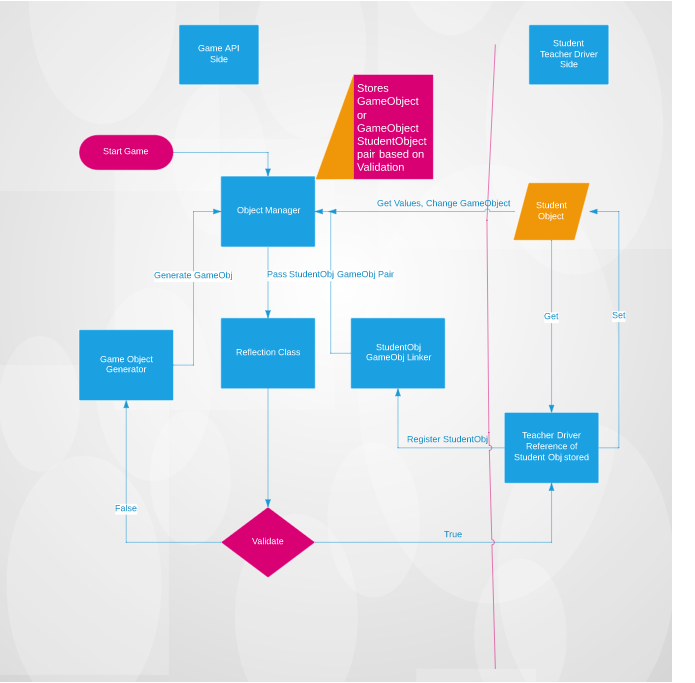 Game API
Side
Student
Teacher Driver
Side
Stores
GameObject
or
GameObject
StudentObject
pair based on
Validation
Start Game
Object Manager
Get Values, Change GameObject
Student
Object
Generate GameObj
Pass StudentObj GameObj Pair
Get
Set
Game Object
Generator
Reflection Class
StudentObj
GameObj Linker
Register StudentObj
Teacher Driver
Reference of
Student Obj stored
False
Validate
True